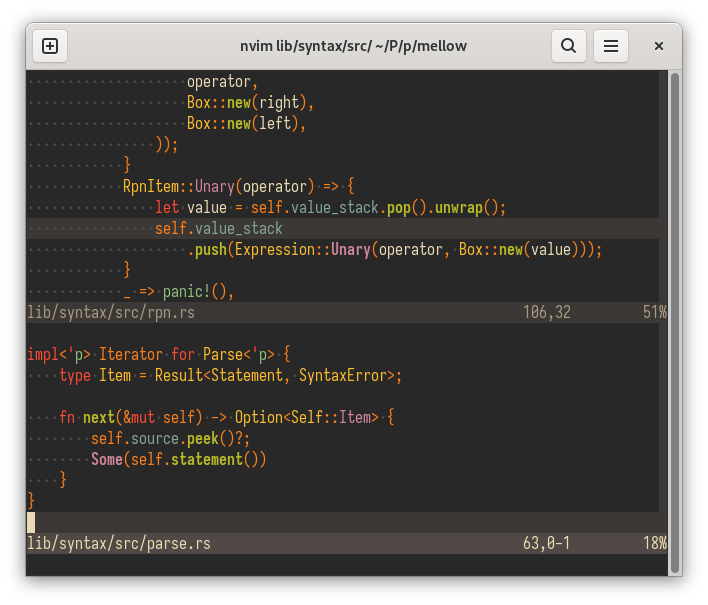 nvim lib/syntax/src/ ~/P/p/mellow
operator,
Box::new(right),
Box::new(left),
));
}
RpnItem::Unary(operator) => {
let value = self.value_stack.pop().unwrap();
self.value_stack
.push(Expression::Unary(operator, Box::new(value)));
}
_ => panic!(),
lib/syntax/src/rpn.rs 106,32 51%
impl<'p> Iterator for Parse<'p> {
type Item = Result<Statement, SyntaxError>;
fn next(&mut self) -> Option<Self::Item> {
self.source.peek()?;
Some(self.statement())
}
}
lib/syntax/src/parse.rs 63,0-1 18%